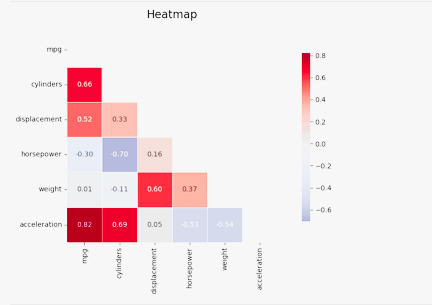 Heatmap
mpg
cylinders 0.66
displacement 0.52 0.33
horsepower -0.30 -0.70 0.16
weight 0.01 -0.11 0.60 0.37
acceleration 0.82 0.69 0.05 -0.53 -0.54
mpg
cylinders
displacement
horsepower
weight
acceleration
0.8
0.6
0.4
0.2
0.0
−0.2
−0.4
−0.6